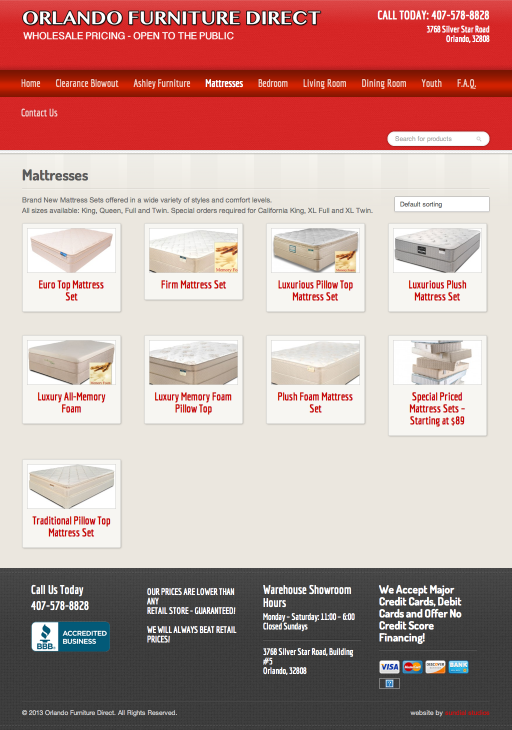 ORLANDO FURNITURE DIRECT
WHOLESALE PRICING - OPEN TO THE PUBLIC
CALL TODAY: 407-578-8828
3768 Silver Star Road
Orlando, 32808
Home Clearance Blowout Ashley Furniture Mattresses Bedroom Living Room Dining Room Youth F.A.Q.
Contact Us
Search for products
Mattresses
Brand New Mattress Sets offered in a wide variety of styles and comfort levels.
All sizes available: King, Queen, Full and Twin. Special orders required for California King, XL Full and XL Twin.
Default sorting
Euro Top Mattress
Set
Memory Fo
Firm Mattress Set
Memory Foam
Luxurious Pillow Top
Mattress Set
Luxurious Plush
Mattress Set
Memory Foam
Luxury All-Memory
Foam
Luxury Memory Foam
Pillow Top
Plush Foam Mattress
Set
Special Priced
Mattress Sets –
Starting at $89
Traditional Pillow Top
Mattress Set
Call Us Today
407-578-8828
BBB
ACCREDITED
BUSINESS
OUR PRICES ARE LOWER THAN
ANY
RETAIL STORE - GUARANTEED!
WE WILL ALWAYS BEAT RETAIL
PRICES!
Warehouse Showroom
Hours
Monday – Saturday: 11:00 – 6:00
Closed Sundays
3768 Silver Star Road, Building
#5
Orlando, 32808
We Accept Major
Credit Cards, Debit
Cards and Offer No
Credit Score
Financing!
VISA MasterCard DISCOVER BANK
© 2013 Orlando Furniture Direct. All Rights Reserved.
website by